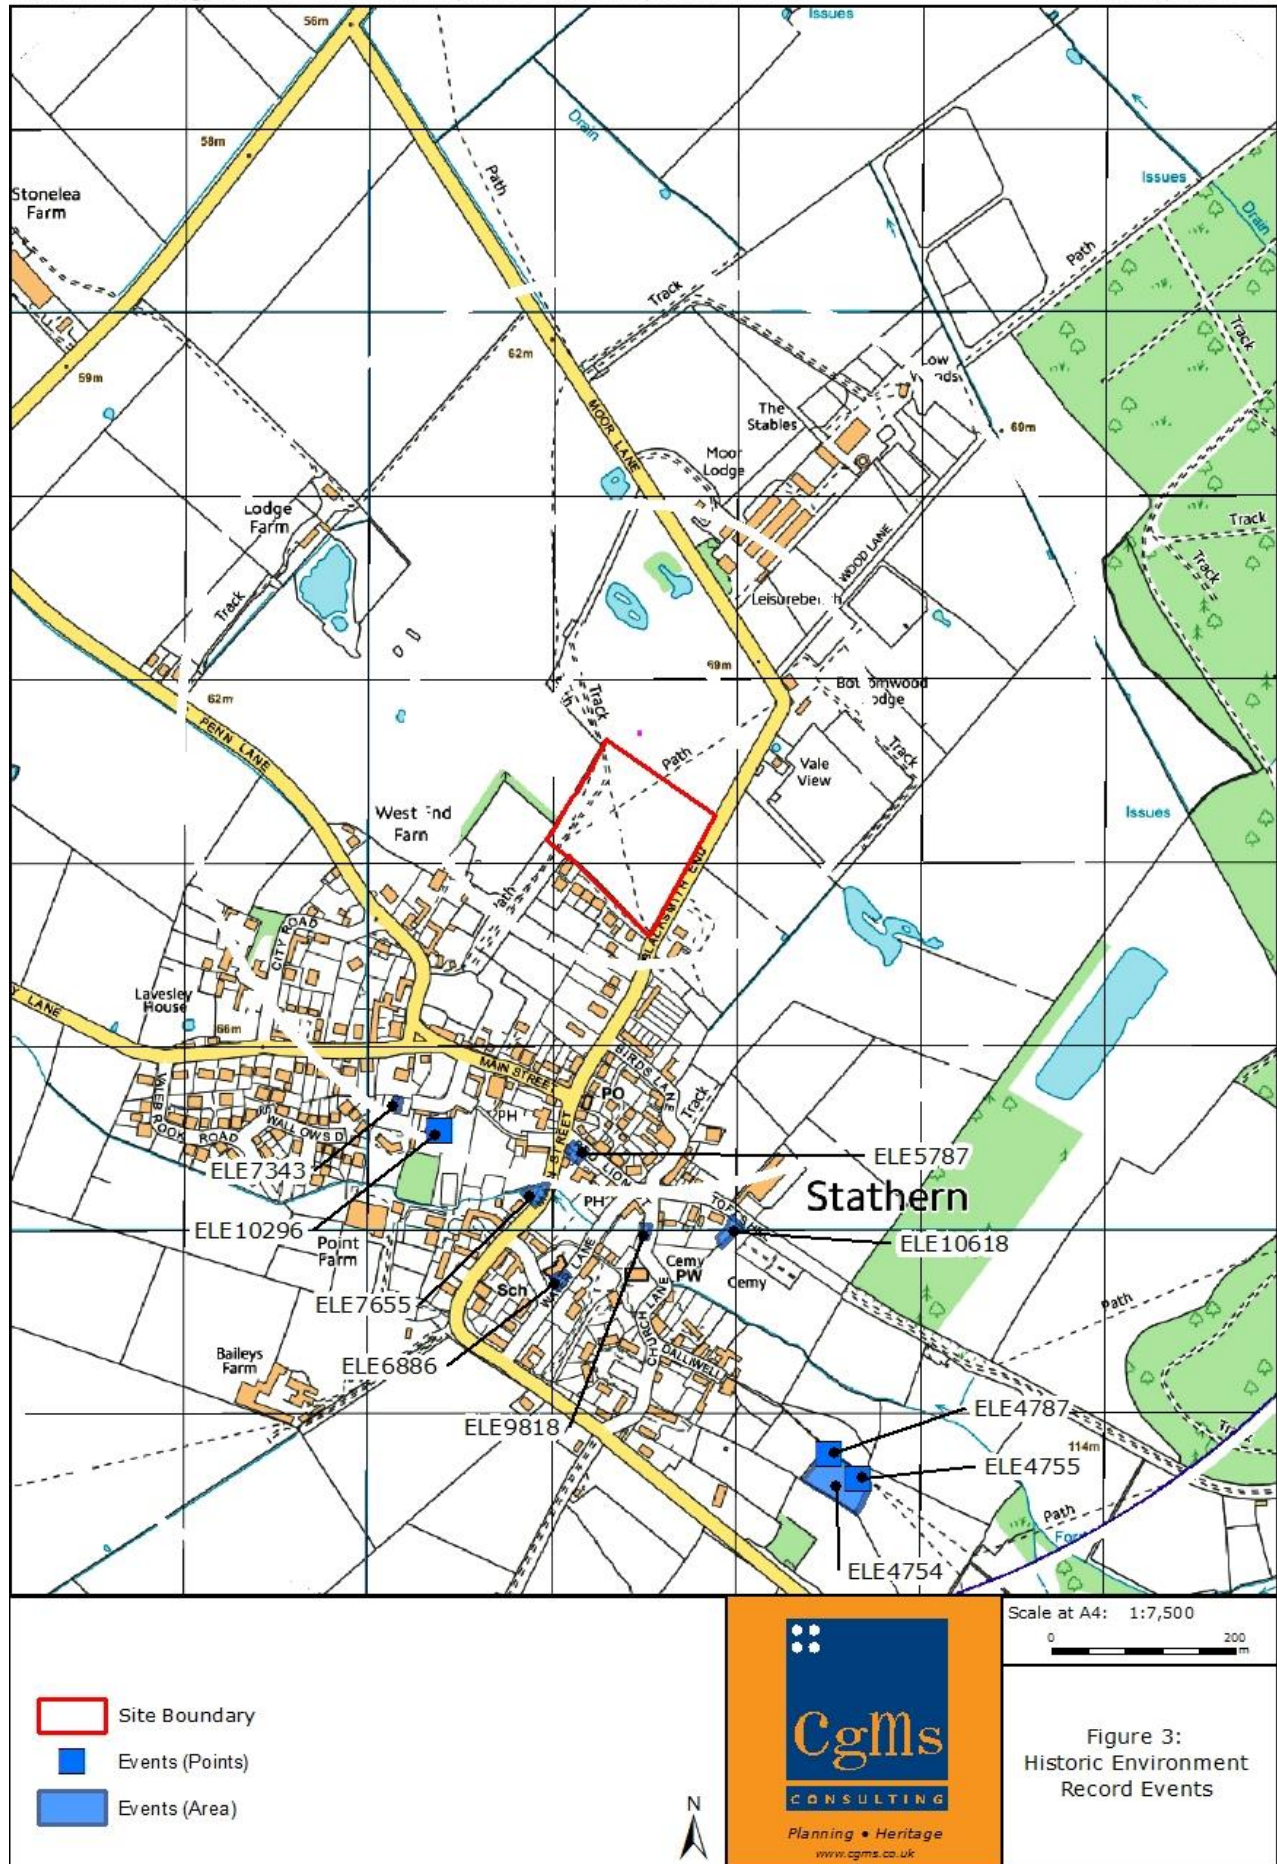 56m
Issues
58m
Drain
Path
Stonelea
Farm
Issues
Drain
Path
Track
Track
59m
62m
MOOR LANE
The
Stables
Low
69m
Moor
Lodge
Lodge
Farm
Track
WOOD LANE
Track
Track
Track
62m
69m
PENN LANE
Path
Vale
View
Track
West End
Issues
BLACKSMITH END
CITY ROAD
Lavesley
House
LANE
66m
MAIN STREET
BIRDS LANE
PO
Track
PH
STREET
ROAD
ELE7343
ELE5787
Stathern
ELE10296
PH
Point
Farm
ELE10618
Cemy
PW
Cemy
ELE7655
Sch
CHURCH LANE
DALLIWELL
Path
Baileys
Farm
ELE6886
ELE9818
ELE4787
114m
ELE4755
Path
ELE4754
Site Boundary
Events (Points)
Events (Area)
N
CgMs
CONSULTING
Planning • Heritage
www.cgms.co.uk
Scale at A4: 1:7,500
0 200
m
Figure 3:
Historic Environment
Record Events